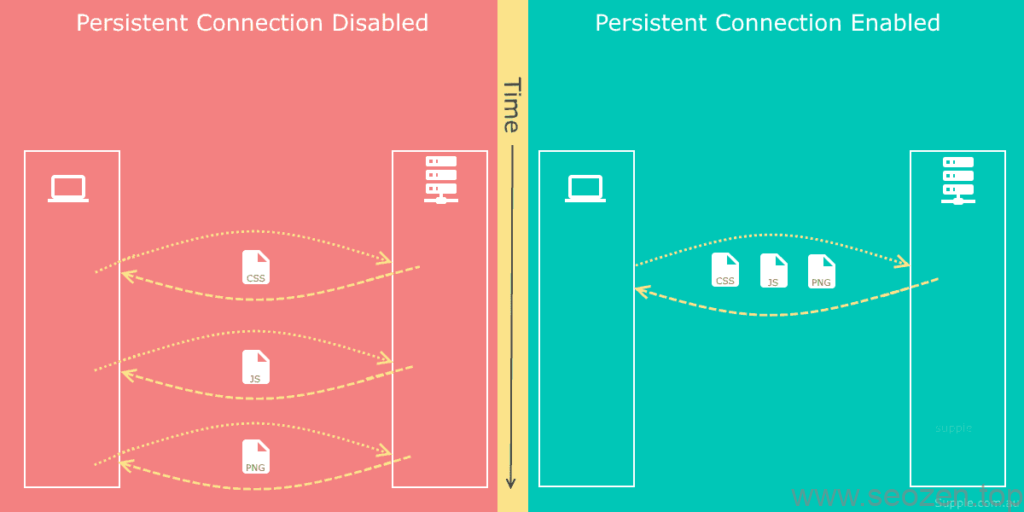 Persistent Connection Disabled
Time
Persistent Connection Enabled
CSS
JS
PNG
CSS
JS
PNG
supple
www.seozen.top
Supple.com.au